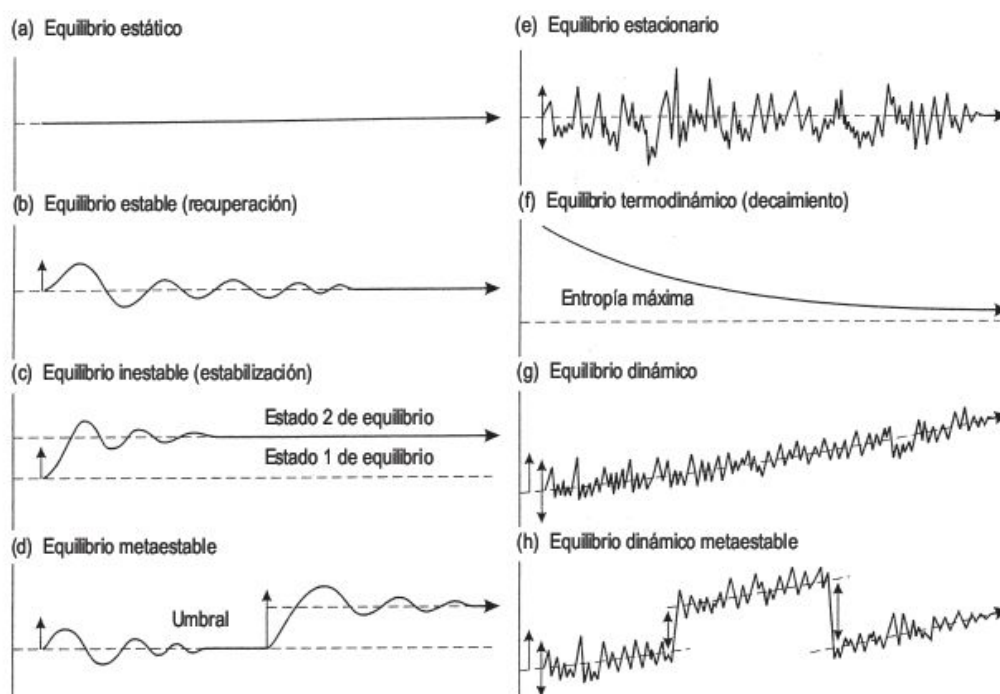 (a) Equilibrio estático
(b) Equilibrio estable (recuperación)
(c) Equilibrio inestable (estabilización)
Estado 2 de equilibrio
Estado 1 de equilibrio
(d) Equilibrio metaestable
Umbral
(e) Equilibrio estacionario
(f) Equilibrio termodinámico (decaimiento)
Entropía máxima
(g) Equilibrio dinámico
(h) Equilibrio dinámico metaestable